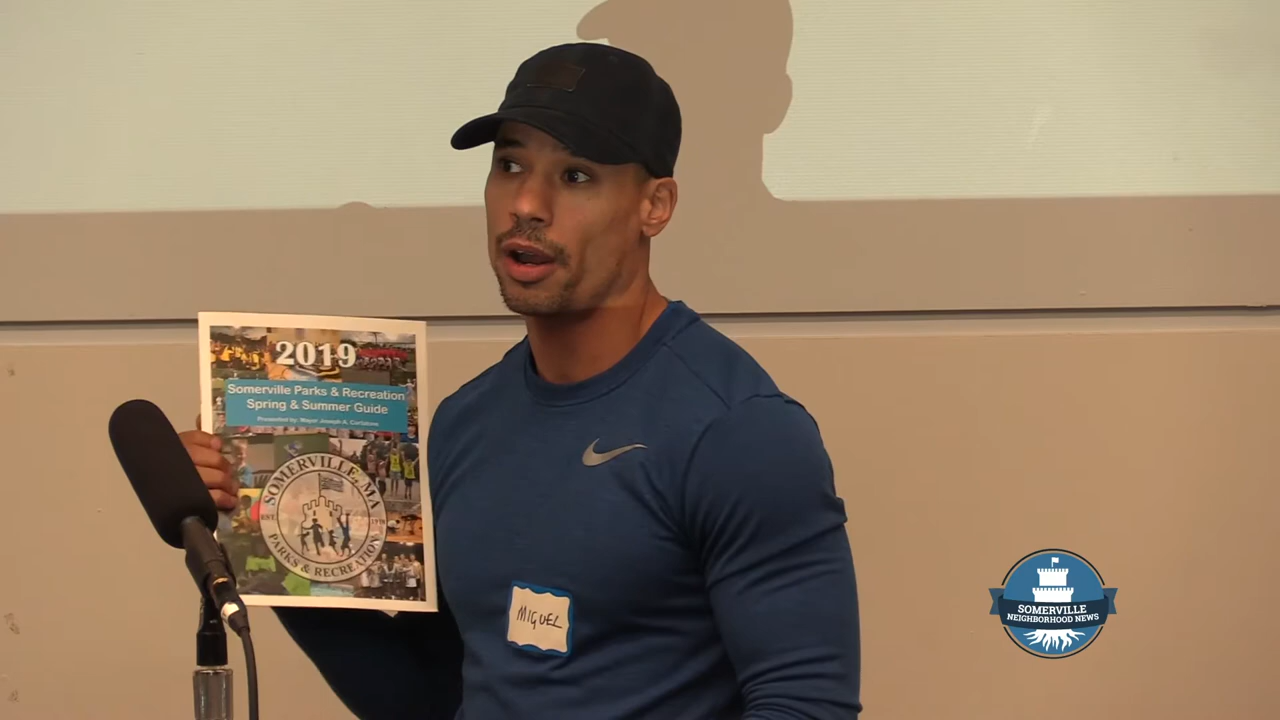 2019
Somerville Parks & Recreation
Spring & Summer Guide
Presented by: Mayor Joseph A. Curtatone
SOMERVILLE, MA
PARKS & RECREATION
MIGUEL
SOMERVILLE
NEIGHBORHOOD NEWS